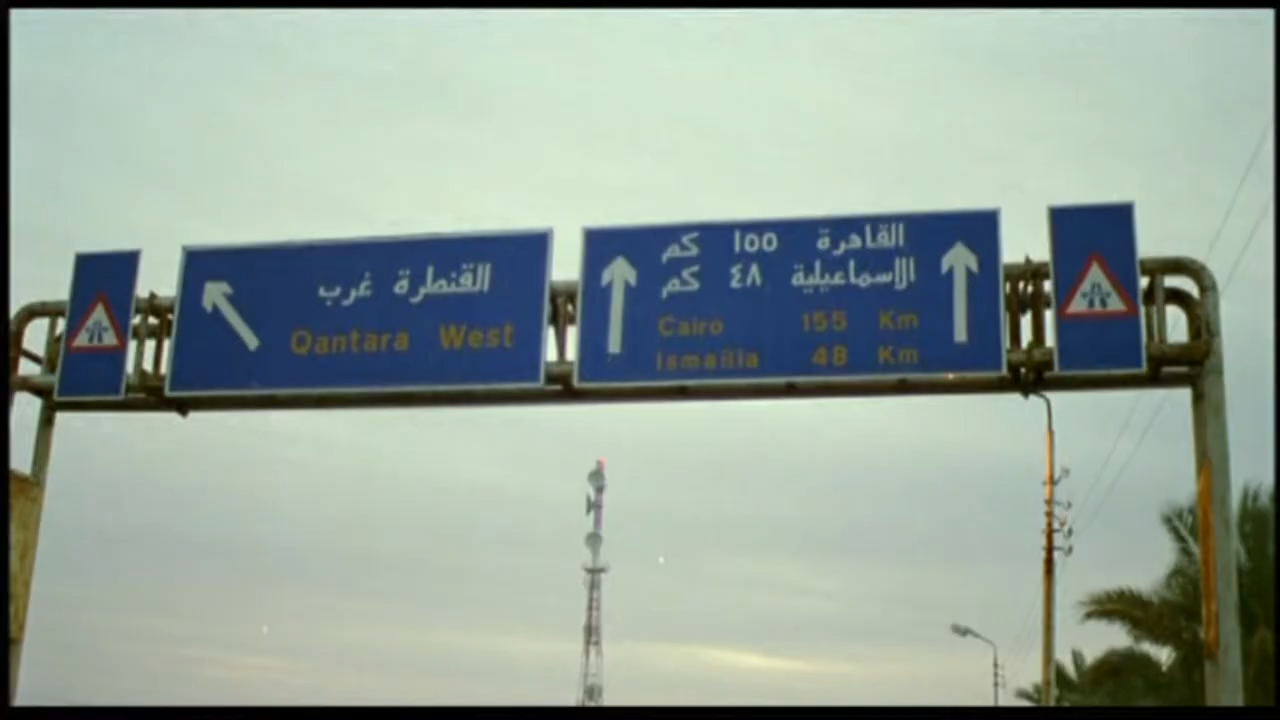 القنطرة غرب
Qantara West
القاهرة ١٥٥ كم
الاسماعيلية ٤٨ كم
Cairo 155 Km
Ismailia 48 Km